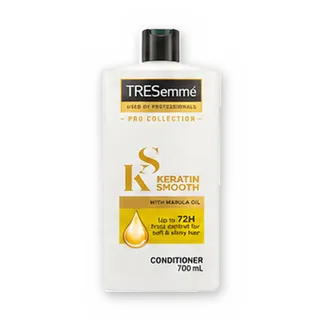 TRESemmé
USED BY PROFESSIONALS
PRO COLLECTION
KS
KERATIN
SMOOTH
WITH MARULA OIL
Up to 72H
frizz control for
soft & shiny hair
CONDITIONER
700 mL